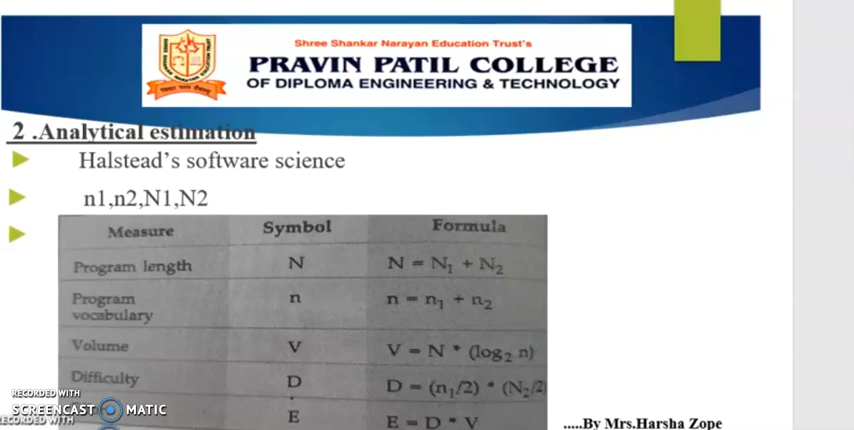 Shree Shankar Narayan Education Trust's
PRAVIN PATIL COLLEGE
OF DIPLOMA ENGINEERING & TECHNOLOGY
2 .Analytical estimation
Halstead's software science
n1,n2,N1,N2
Measure Symbol Formula
Program length N N = N₁ + N₂
Program vocabulary n n = n₁ + n₂
Volume V V = N * (log₂ n)
Difficulty D D = (n₁/2) * (N₂/2)
E E = D * V
RECORDED WITH
SCREENCAST MATIC
RECORDED WITH
.....By Mrs.Harsha Zope